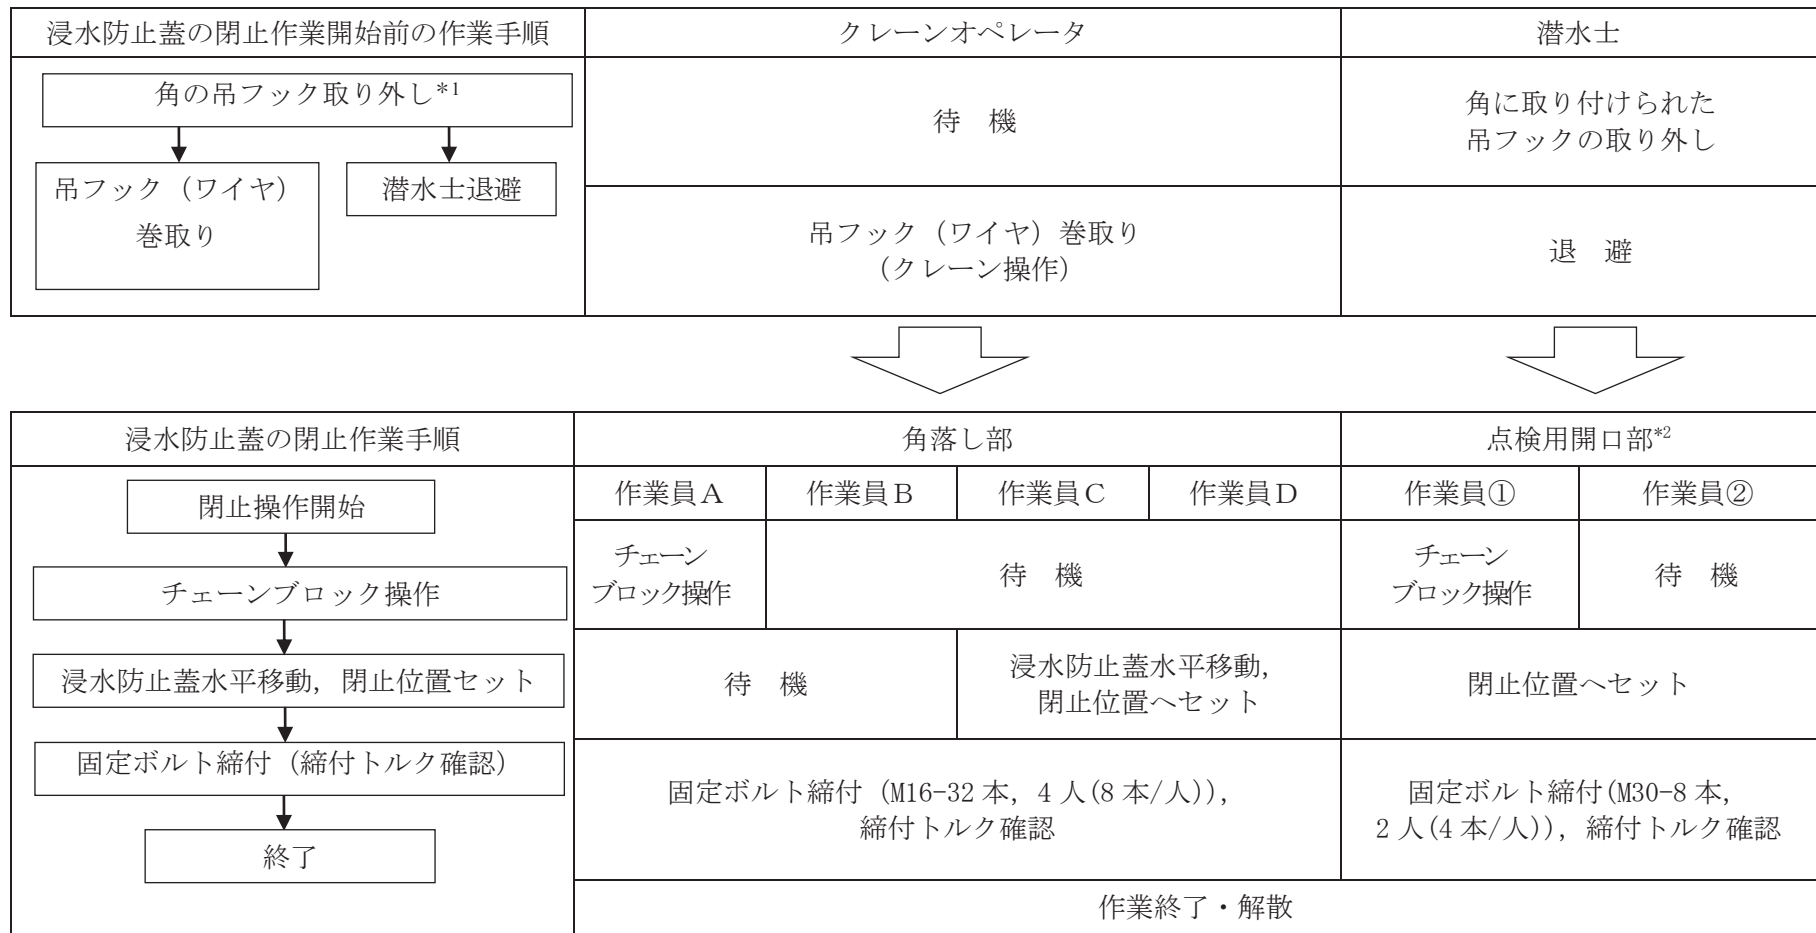 浸水防止蓋の閉止作業開始前の作業手順
クレーンオペレータ
潜水士
角の吊フック取り外し*1
吊フック（ワイヤ）
巻取り
潜水士退避
待　機
角に取り付けられた
吊フックの取り外し
吊フック（ワイヤ）巻取り
（クレーン操作）
退　避
浸水防止蓋の閉止作業手順
角落し部
点検用開口部*2
閉止操作開始
チェーンブロック操作
浸水防止蓋水平移動，閉止位置セット
固定ボルト締付（締付トルク確認）
終了
作業員Ａ
作業員Ｂ
作業員Ｃ
作業員Ｄ
作業員①
作業員②
チェーン
ブロック操作
待　機
チェーン
ブロック操作
待　機
待　機
浸水防止蓋水平移動，
閉止位置へセット
閉止位置へセット
固定ボルト締付（M16-32 本，4 人(8 本/人)），
締付トルク確認
固定ボルト締付(M30-8 本，
2 人(4 本/人)），締付トルク確認
作業終了・解散